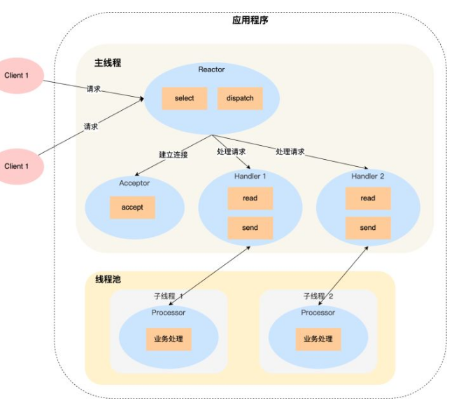 应用程序
主线程
Reactor
select
dispatch
Client 1
请求
请求
Client 1
建立连接
处理请求
处理请求
Acceptor
accept
Handler 1
read
send
Handler 2
read
send
线程池
子线程 1
Processor
业务处理
子线程 2
Processor
业务处理